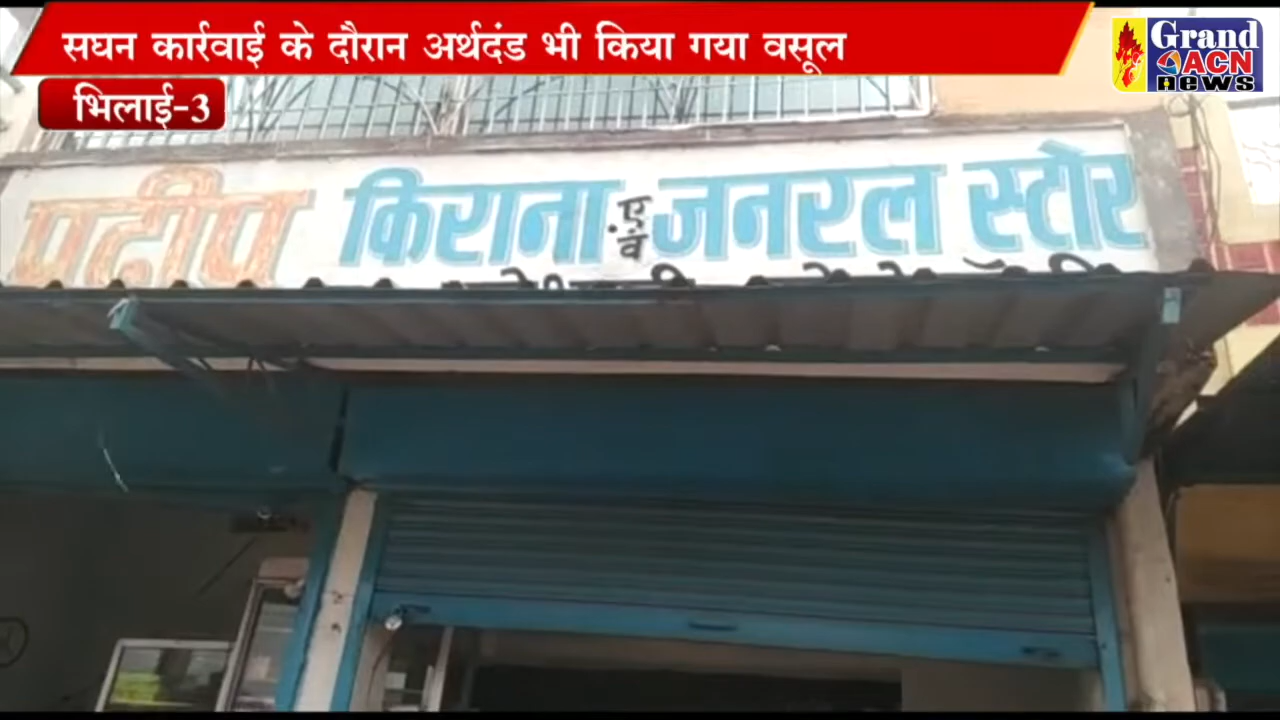 सघन कार्रवाई के दौरान अर्थदंड भी किया गया वसूल
Grand
ACN
news
भिलाई-3
प्रदीप किराना एवं जनरल स्टोर